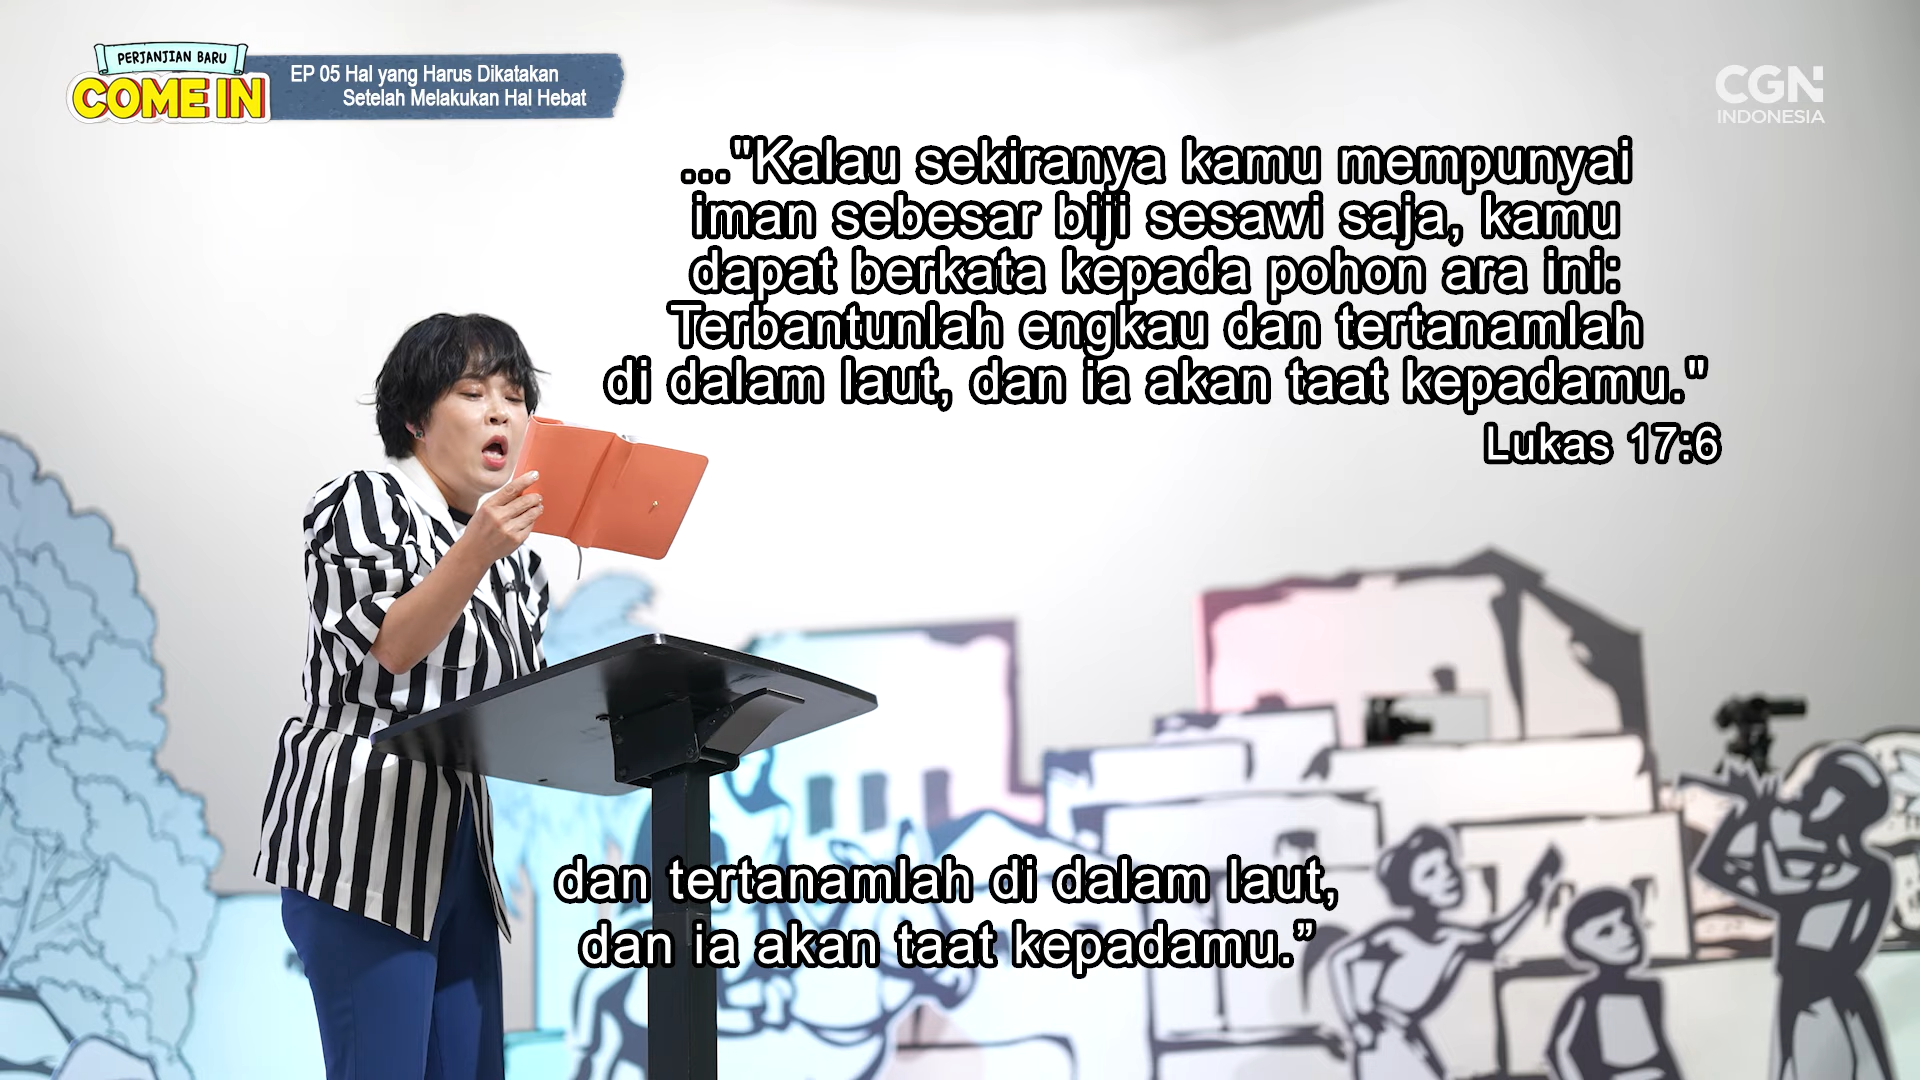 PERJANJIAN BARU
COME IN
EP 05 Hal yang Harus Dikatakan
Setelah Melakukan Hal Hebat
CGN
INDONESIA
..."Kalau sekiranya kamu mempunyai
iman sebesar biji sesawi saja, kamu
dapat berkata kepada pohon ara ini:
Terbantunlah engkau dan tertanamlah
di dalam laut, dan ia akan taat kepadamu."
Lukas 17:6
dan tertanamlah di dalam laut,
dan ia akan taat kepadamu.”